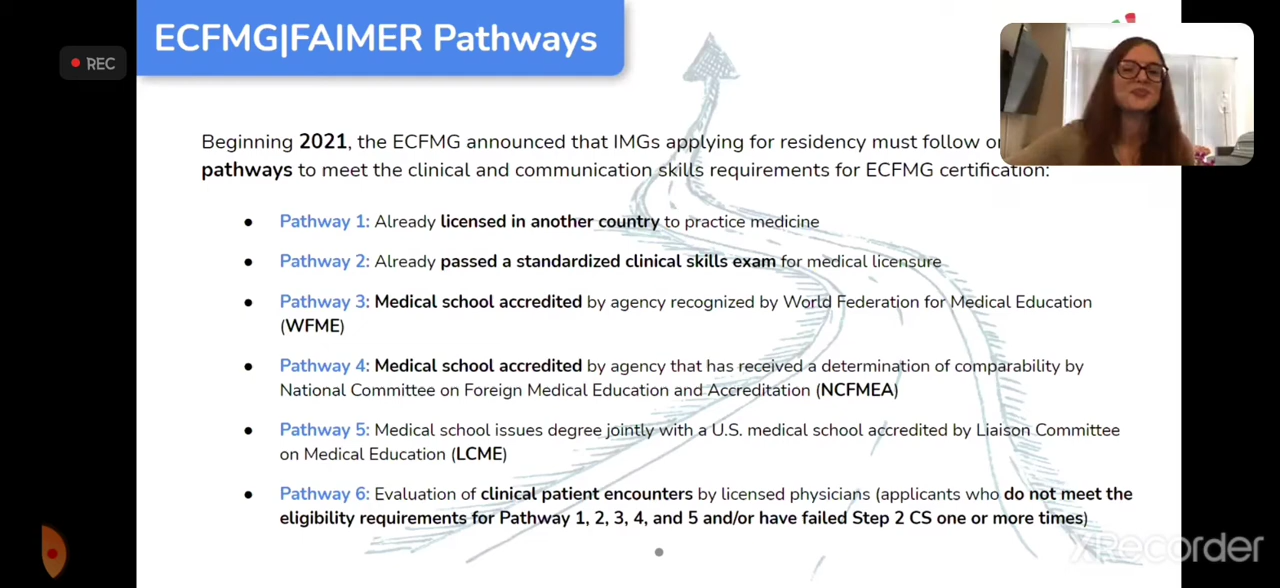 ECFMG|FAIMER Pathways
REC
Beginning 2021, the ECFMG announced that IMGs applying for residency must follow
pathways to meet the clinical and communication skills requirements for ECFMG certification:
● Pathway 1: Already licensed in another country to practice medicine
● Pathway 2: Already passed a standardized clinical skills exam for medical licensure
● Pathway 3: Medical school accredited by agency recognized by World Federation for Medical Education
(WFME)
● Pathway 4: Medical school accredited by agency that has received a determination of comparability by
National Committee on Foreign Medical Education and Accreditation (NCFMEA)
● Pathway 5: Medical school issues degree jointly with a U.S. medical school accredited by Liaison Committee
on Medical Education (LCME)
● Pathway 6: Evaluation of clinical patient encounters by licensed physicians (applicants who do not meet the
eligibility requirements for Pathway 1, 2, 3, 4, and 5 and/or have failed Step 2 CS one or more times)
XRecorder